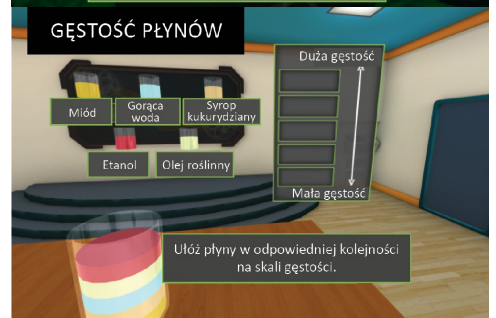 GĘSTOŚĆ PŁYNÓW
Duża gęstość
Miód
Gorąca
woda
Syrop
kukurydziany
Etanol
Olej roślinny
Mała gęstość
Ułóż płyny w odpowiedniej kolejności
na skali gęstości.